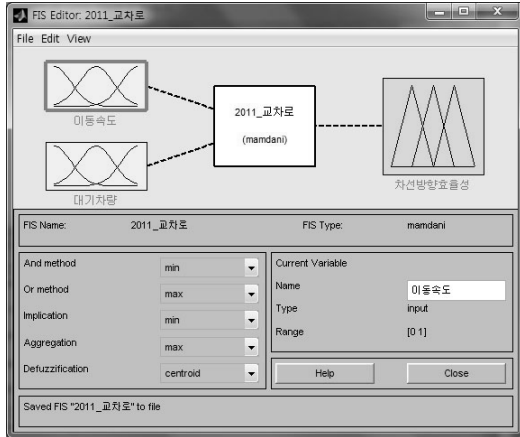 FIS Editor: 2011_교차로
File Edit View
이동속도
대기차량
2011_교차로
(mamdani)
차선방향효율성
FIS Name: 2011_교차로 FIS Type: mamdani
And method min
Or method max
Implication min
Aggregation max
Defuzzification centroid
Current Variable
Name 이동속도
Type input
Range [0 1]
Help Close
Saved FIS "2011_교차로" to file